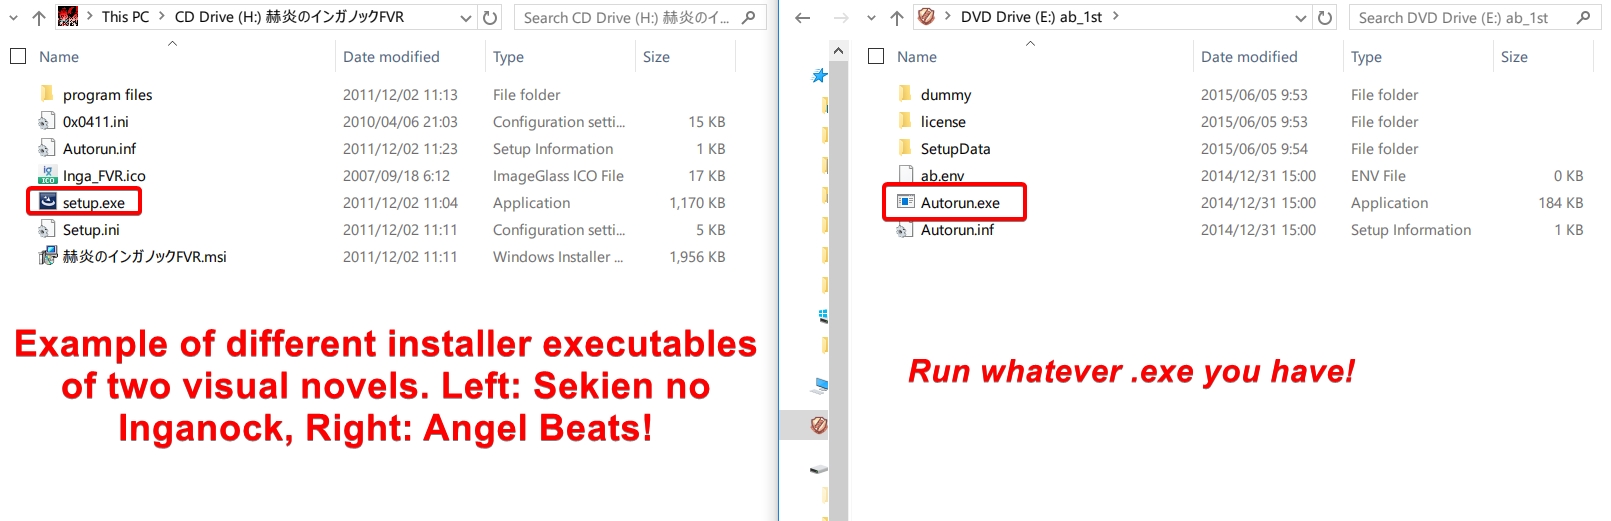 This PC > CD Drive (H:) 赫炎のインガノックFVR
Search CD Drive (H:) 赫炎のイ...
Name Date modified Type Size
program files 2011/12/02 11:13 File folder
0x0411.ini 2010/04/06 21:03 Configuration setti... 15 KB
Autorun.inf 2011/12/02 11:23 Setup Information 1 KB
Inga_FVR.ico 2007/09/18 6:12 ImageGlass ICO File 17 KB
setup.exe 2011/12/02 11:04 Application 1,170 KB
Setup.ini 2011/12/02 11:11 Configuration setti... 5 KB
赫炎のインガノックFVR.msi 2011/12/02 11:11 Windows Installer ... 1,956 KB
Example of different installer executables
of two visual novels. Left: Sekien no
Inganock, Right: Angel Beats!
DVD Drive (E:) ab_1st >
Search DVD Drive (E:) ab_1st
Name Date modified Type Size
dummy 2015/06/05 9:53 File folder
license 2015/06/05 9:53 File folder
SetupData 2015/06/05 9:54 File folder
ab.env 2014/12/31 15:00 ENV File 0 KB
Autorun.exe 2014/12/31 15:00 Application 184 KB
Autorun.inf 2014/12/31 15:00 Setup Information 1 KB
Run whatever .exe you have!